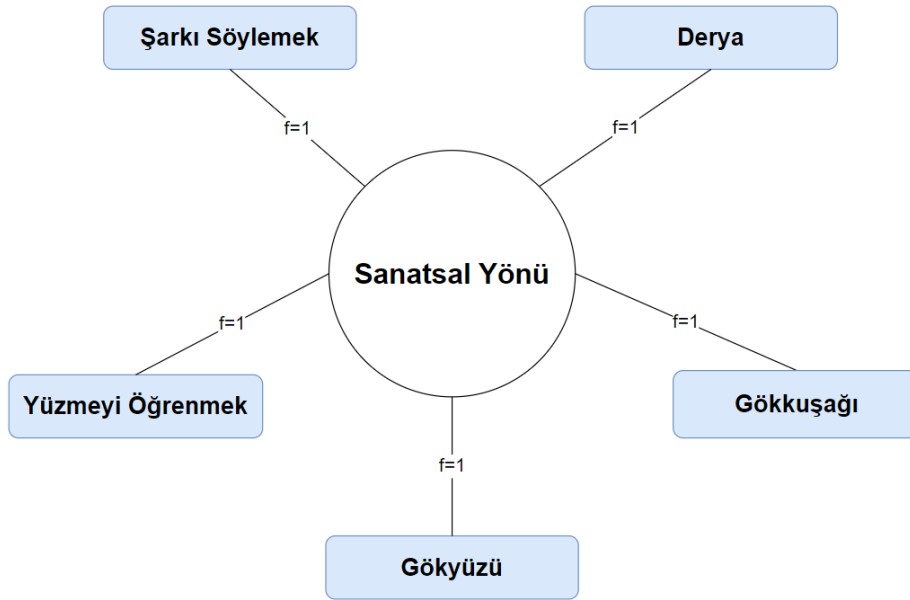 Şarkı Söylemek
Derya
f=1
f=1
Sanatsal Yönü
f=1
f=1
Yüzmeyi Öğrenmek
Gökkuşağı
f=1
Gökyüzü